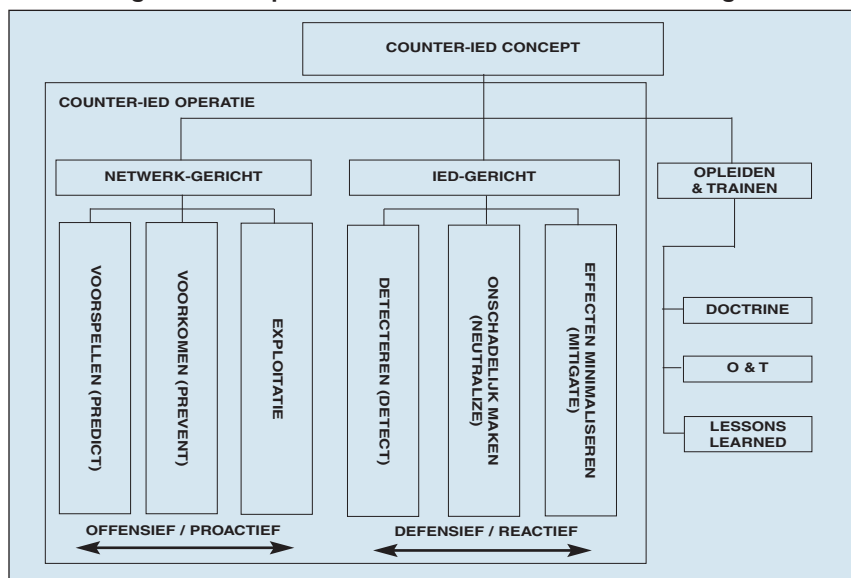 COUNTER-IED CONCEPT
COUNTER-IED OPERATIE
NETWERK-GERICHT
IED-GERICHT
OPLEIDEN
& TRAINEN
VOORSPELLEN (PREDICT)
VOORKOMEN (PREVENT)
EXPLOITATIE
DETECTEREN (DETECT)
ONSCHADELIJK MAKEN
(NEUTRALIZE)
EFFECTEN MINIMALISEREN
(MITIGATE)
DOCTRINE
O & T
LESSONS
LEARNED
OFFENSIEF / PROACTIEF
DEFENSIEF / REACTIEF